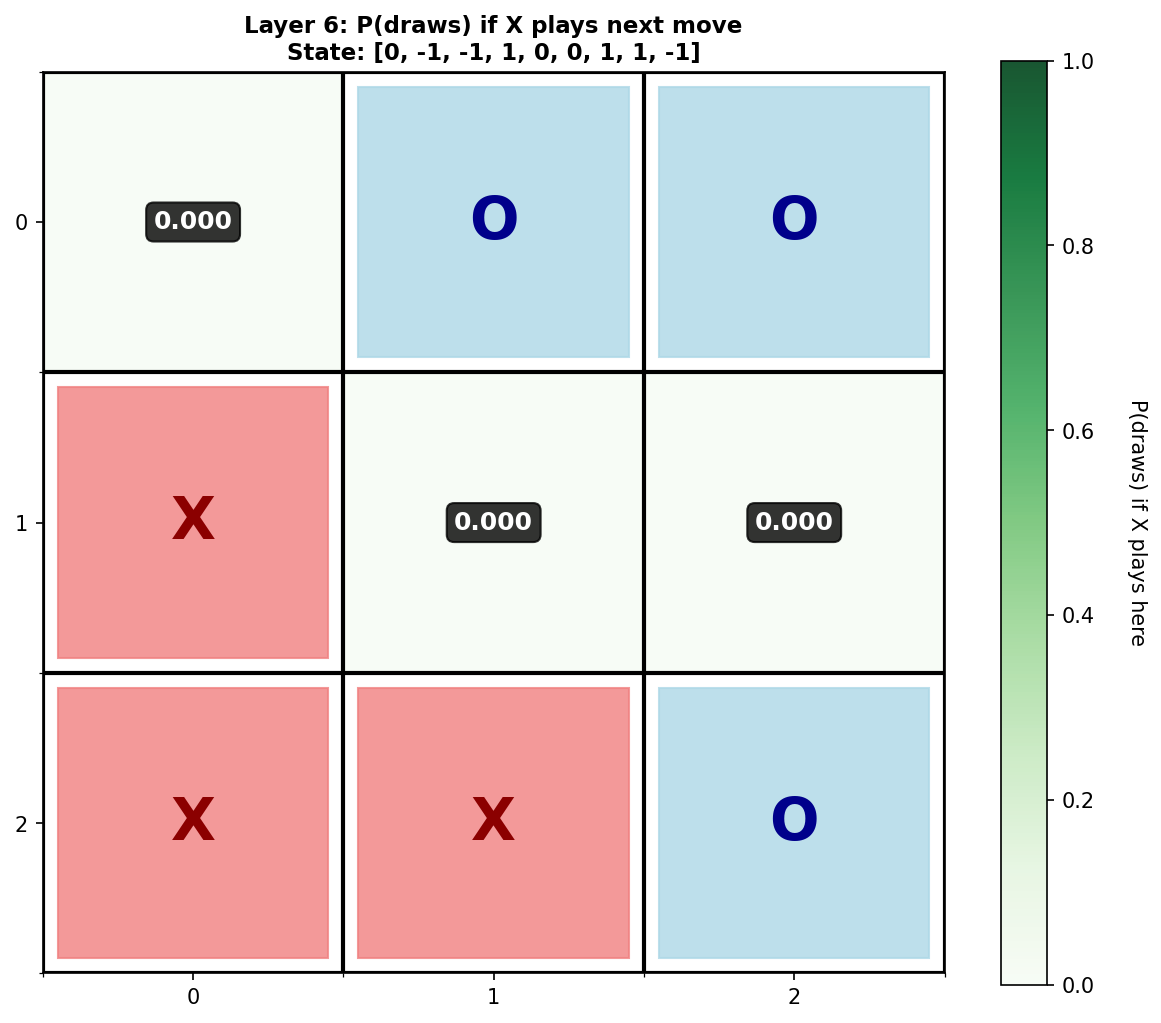 Layer 6: P(draws) if X plays next move
State: [0, -1, -1, 1, 0, 0, 1, 1, -1]
0.000
O
O
X
0.000
0.000
X
X
O
0
1
2
0
1
2
1.0
0.8
0.6
0.4
0.2
0.0
P(draws) if X plays here